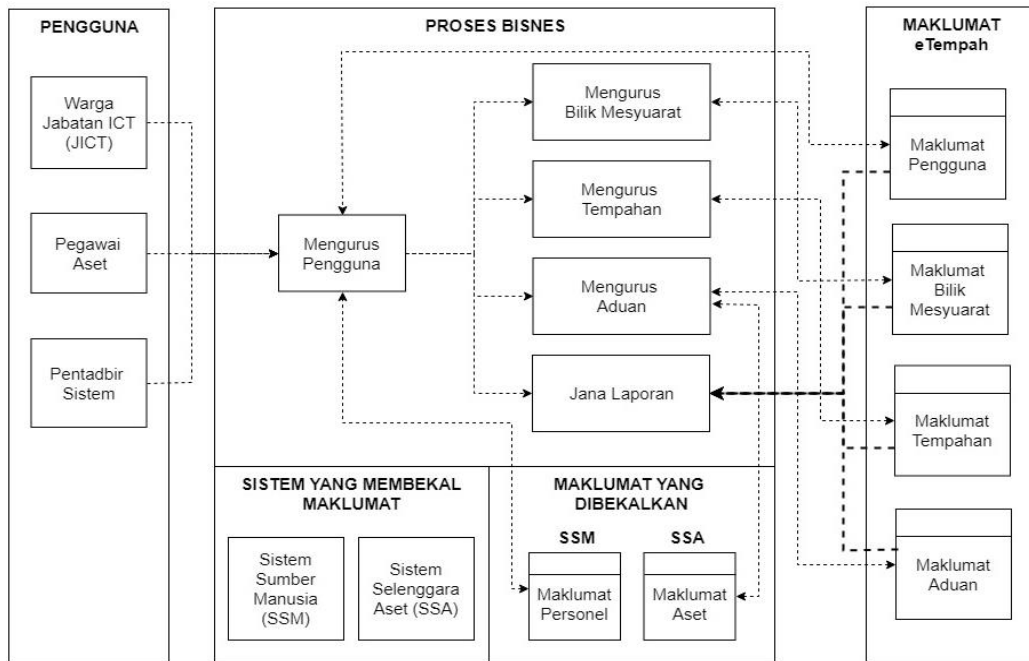 PENGGUNA
Warga
Jabatan ICT
(JICT)
Pegawai
Aset
Pentadbir
Sistem
PROSES BISNES
Mengurus
Pengguna
Mengurus
Bilik Mesyuarat
Mengurus
Tempahan
Mengurus
Aduan
Jana Laporan
SISTEM YANG MEMBEKAL
MAKLUMAT
Sistem
Sumber
Manusia
(SSM)
Sistem
Selenggara
Aset (SSA)
MAKLUMAT YANG
DIBEKALKAN
SSM
Maklumat
Personel
SSA
Maklumat
Aset
MAKLUMAT
eTempah
Maklumat
Pengguna
Maklumat
Bilik
Mesyuarat
Maklumat
Tempahan
Maklumat
Aduan